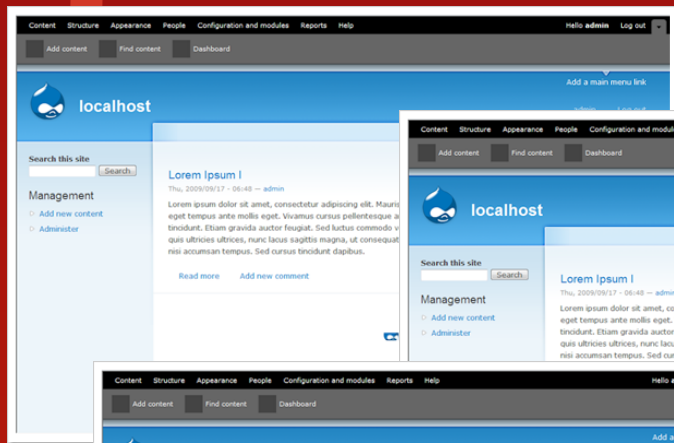 Content Structure Appearance People Configuration and modules Reports Help Hello admin Log out
Add content Find content Dashboard
Add a main menu link
localhost
admin Log out
Search this site
Search
Management
Add new content
Administer
Lorem Ipsum I
Thu, 2009/09/17 - 06:48 — admin
Lorem ipsum dolor sit amet, consectetur adipiscing elit. Mauris
eget tempus ante mollis eget. Vivamus cursus pellentesque a
tincidunt. Etiam gravida auctor feugiat. Sed luctus commodo v
quis ultricies ultrices, nunc lacus sagittis magna, ut consequat
nisi accumsan tempus. Sed cursus tincidunt dapibus.
Read more Add new comment
Content Structure Appearance People Configuration and modul
Add content Find content Dashboard
localhost
Search this site
Search
Management
Add new content
Administer
Lorem Ipsum I
Thu, 2009/09/17 - 06:48 — admin
Lorem ipsum dolor sit amet, co
eget tempus ante mollis eget.
tincidunt. Etiam gravida auctor
quis ultricies ultrices, nunc lacu
nisi accumsan tempus. Sed cur
Content Structure Appearance People Configuration and modules Reports Help Hello a
Add content Find content Dashboard
Add a